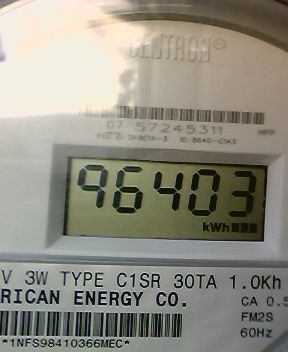 CENTRON®
07 57245311
HPP
96403
kWh
V 3W TYPE C1SR 30TA 1.0Kh
RICAN ENERGY CO.
CA 0.5
FM2S
60Hz
*1NFS98410366MEC*